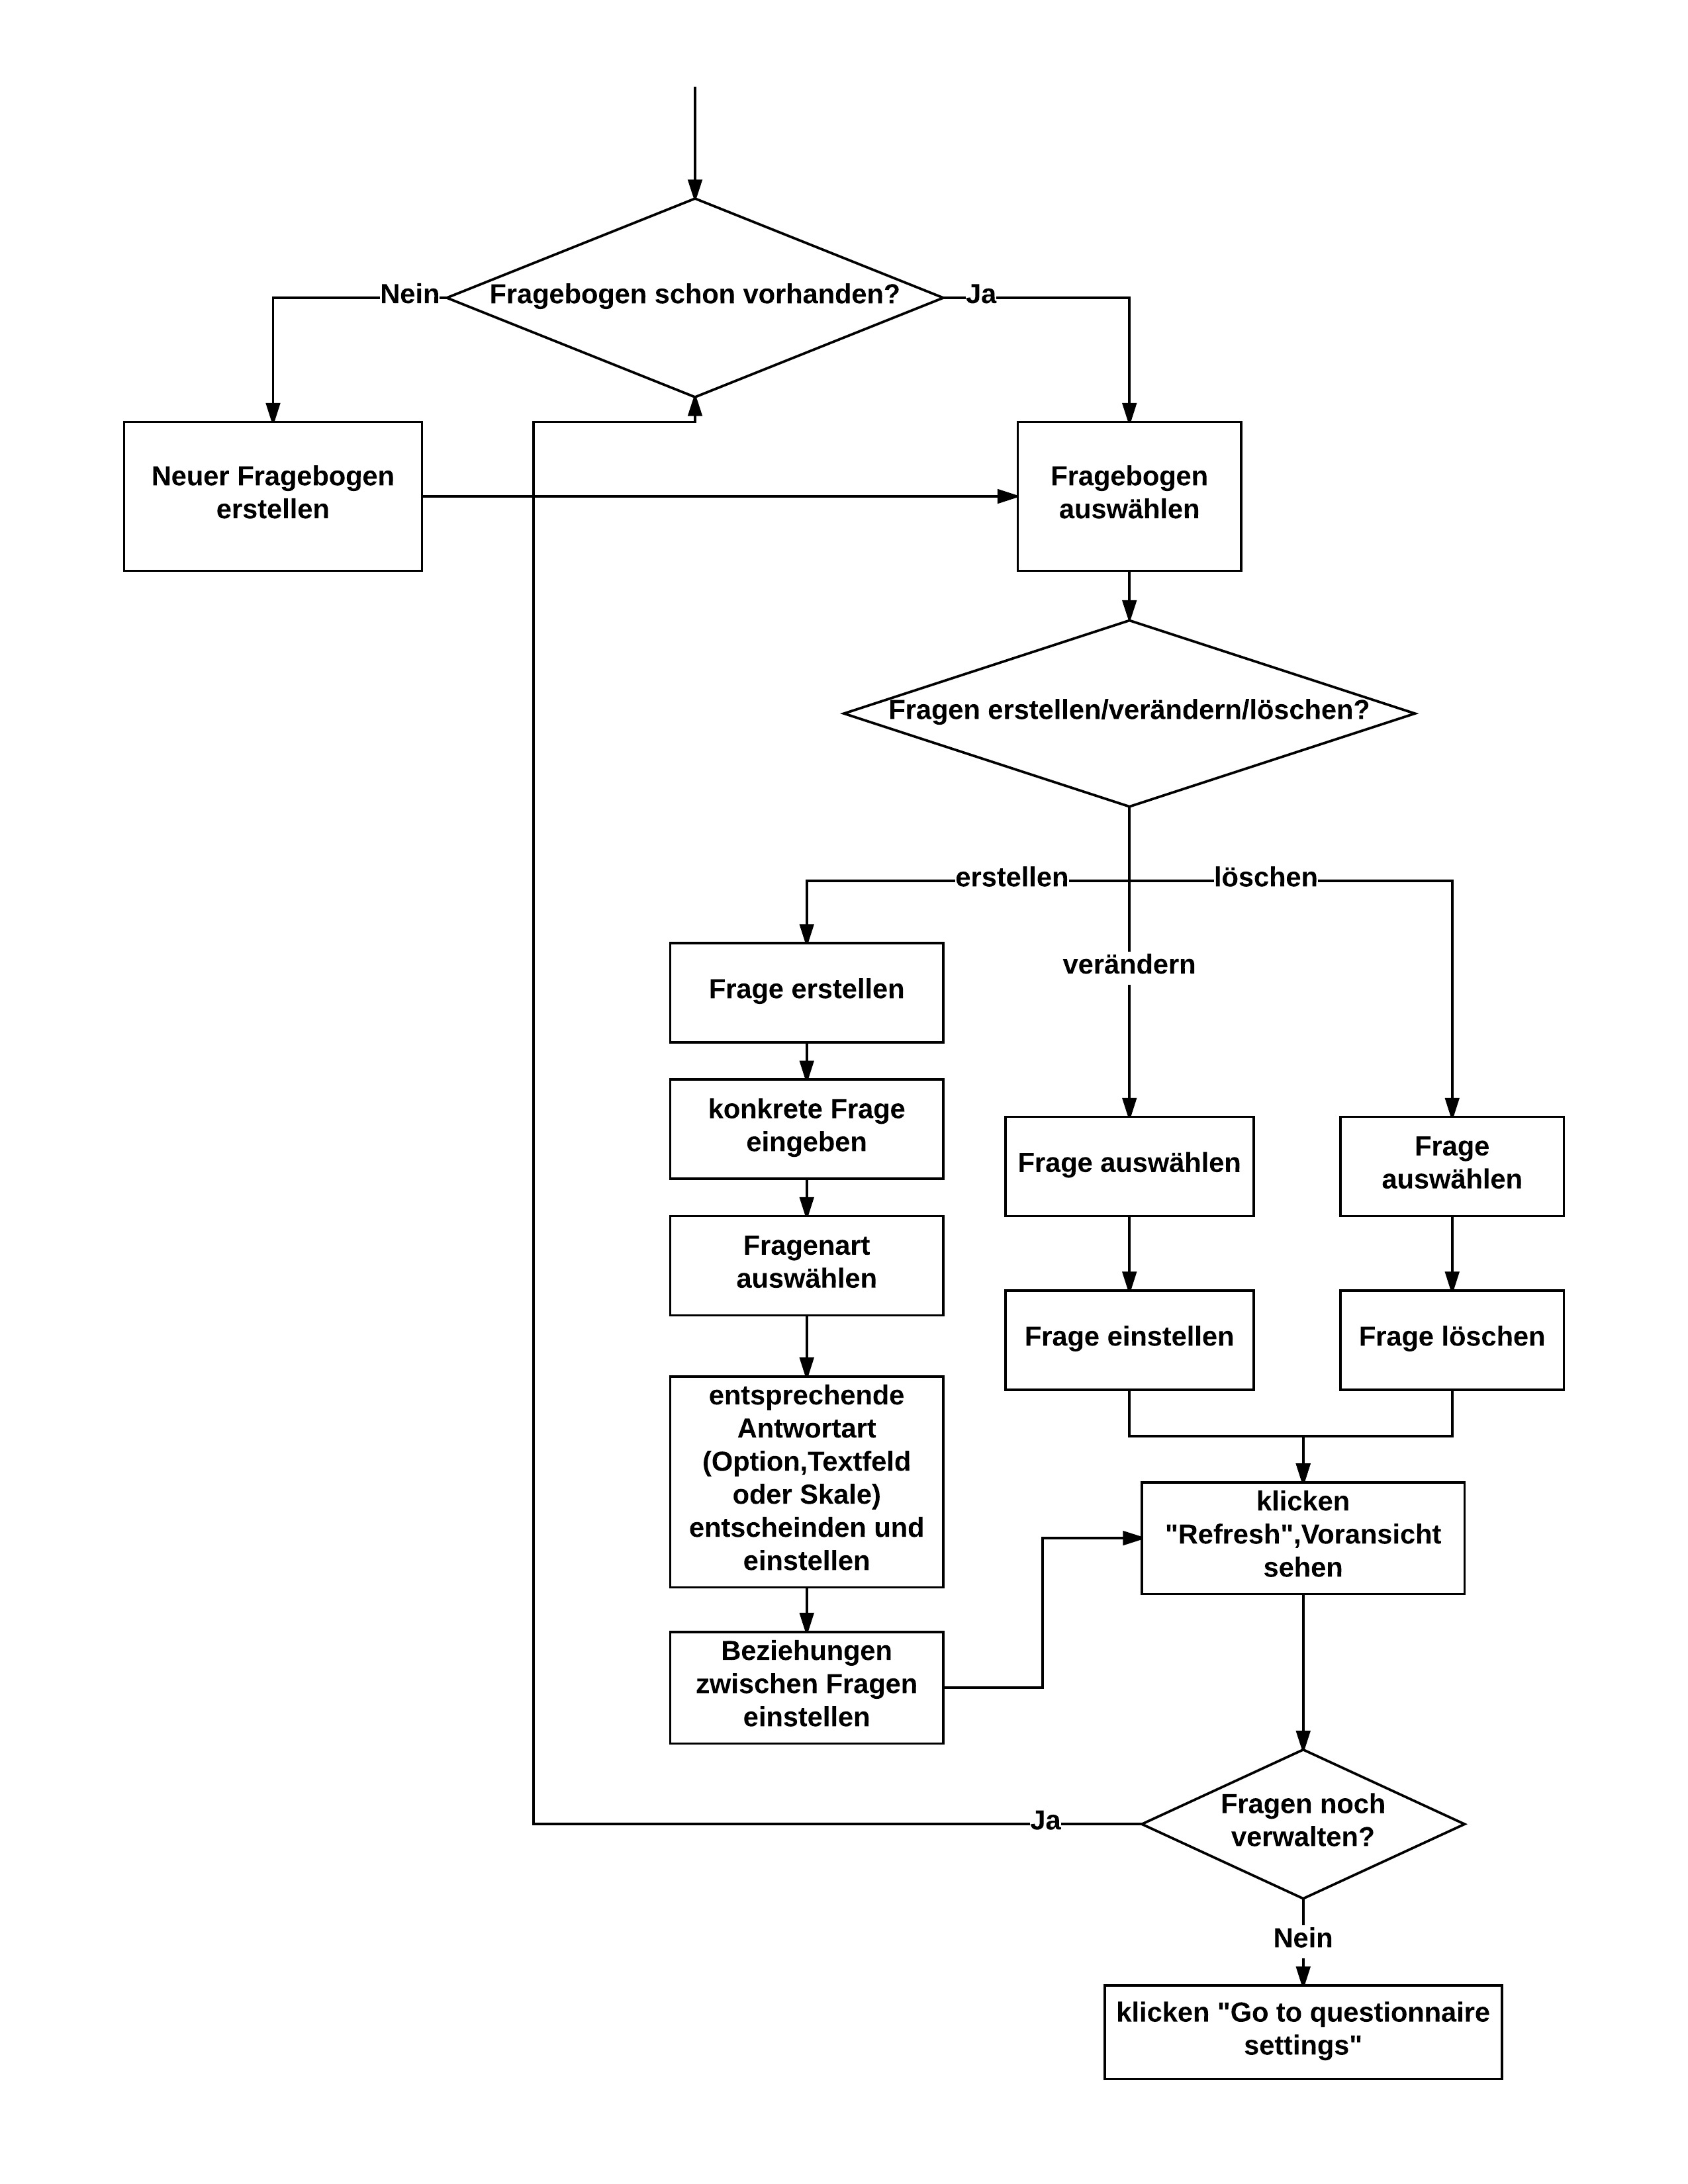 Nein
Fragebogen schon vorhanden?
Ja
Neuer Fragebogen
erstellen
Fragebogen
auswählen
Fragen erstellen/verändern/löschen?
erstellen
löschen
verändern
Frage erstellen
konkrete Frage
eingeben
Fragenart
auswählen
entsprechende
Antwortart
(Option,Textfeld
oder Skale)
entscheinden und
einstellen
Beziehungen
zwischen Fragen
einstellen
Frage auswählen
Frage einstellen
Frage
auswählen
Frage löschen
klicken
"Refresh",Voransicht
sehen
Fragen noch
verwalten?
Ja
Nein
klicken "Go to questionnaire
settings"